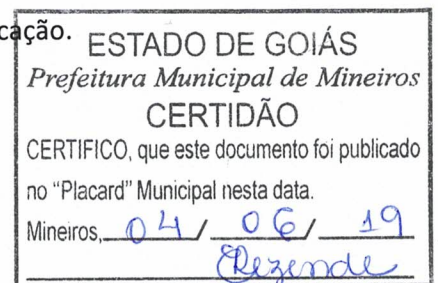 cação.
ESTADO DE GOIÁS
Prefeitura Municipal de Mineiros
CERTIDÃO
CERTIFICO, que este documento foi publicado
no "Placard" Municipal nesta data.
Mineiros, 04 / 06 / 19
Rezende